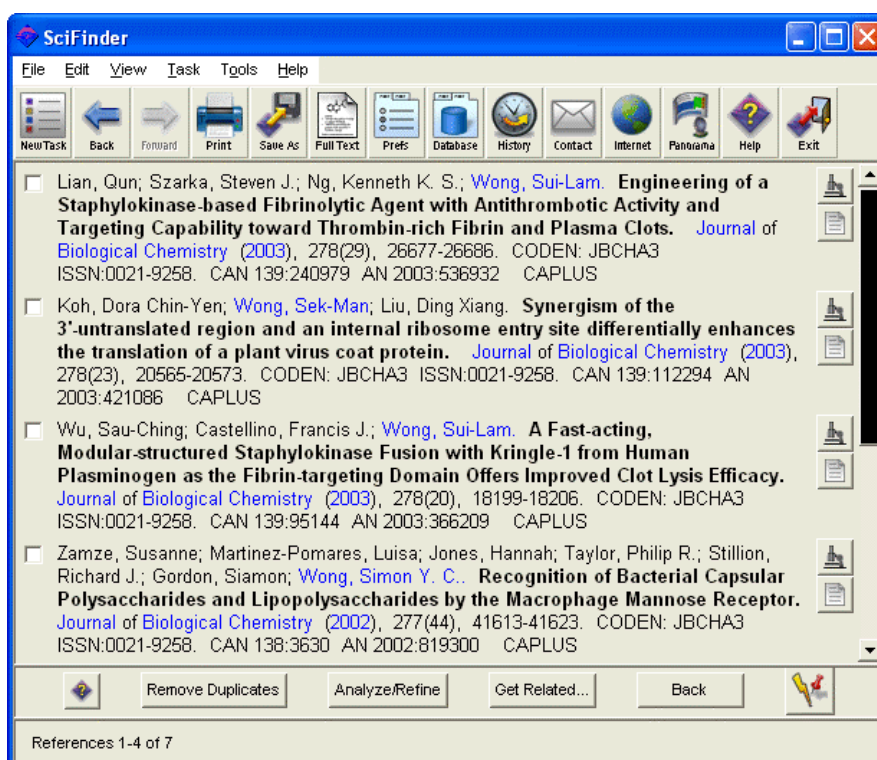 SciFinder
File Edit View Task Tools Help
New Task Back Forward Print Save As Full Text Prefs Database History Contact Internet Panorama Help Exit
Lian, Qun; Szarka, Steven J.; Ng, Kenneth K. S.; Wong, Sui-Lam. Engineering of a
Staphylokinase-based Fibrinolytic Agent with Antithrombotic Activity and
Targeting Capability toward Thrombin-rich Fibrin and Plasma Clots. Journal of
Biological Chemistry (2003), 278(29), 26677-26686. CODEN: JBCHA3
ISSN:0021-9258. CAN 139:240979 AN 2003:536932 CAPLUS
Koh, Dora Chin-Yen; Wong, Sek-Man; Liu, Ding Xiang. Synergism of the
3'-untranslated region and an internal ribosome entry site differentially enhances
the translation of a plant virus coat protein. Journal of Biological Chemistry (2003),
278(23), 20565-20573. CODEN: JBCHA3 ISSN:0021-9258. CAN 139:112294 AN
2003:421086 CAPLUS
Wu, Sau-Ching; Castellino, Francis J.; Wong, Sui-Lam. A Fast-acting,
Modular-structured Staphylokinase Fusion with Kringle-1 from Human
Plasminogen as the Fibrin-targeting Domain Offers Improved Clot Lysis Efficacy.
Journal of Biological Chemistry (2003), 278(20), 18199-18206. CODEN: JBCHA3
ISSN:0021-9258. CAN 139:95144 AN 2003:366209 CAPLUS
Zamze, Susanne; Martinez-Pomares, Luisa; Jones, Hannah; Taylor, Philip R.; Stillion,
Richard J.; Gordon, Siamon; Wong, Simon Y. C.. Recognition of Bacterial Capsular
Polysaccharides and Lipopolysaccharides by the Macrophage Mannose Receptor.
Journal of Biological Chemistry (2002), 277(44), 41613-41623. CODEN: JBCHA3
ISSN:0021-9258. CAN 138:3630 AN 2002:819300 CAPLUS
Remove Duplicates Analyze/Refine Get Related... Back
References 1-4 of 7